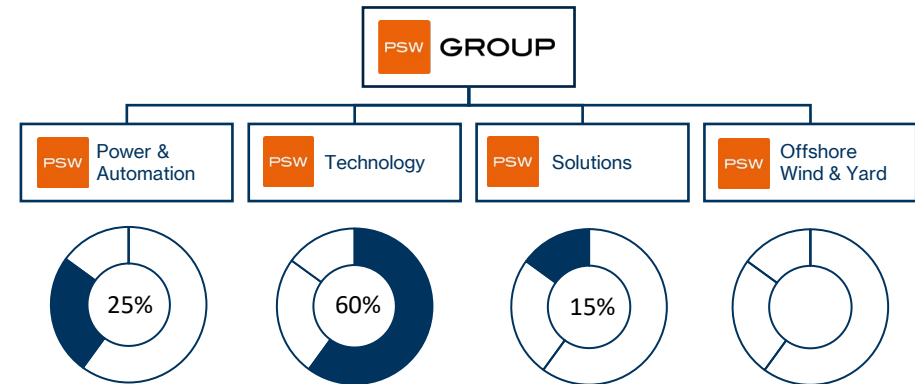 PSW GROUP
PSW Power &
Automation
PSW Technology
PSW Solutions
PSW Offshore
Wind & Yard
25%
60%
15%